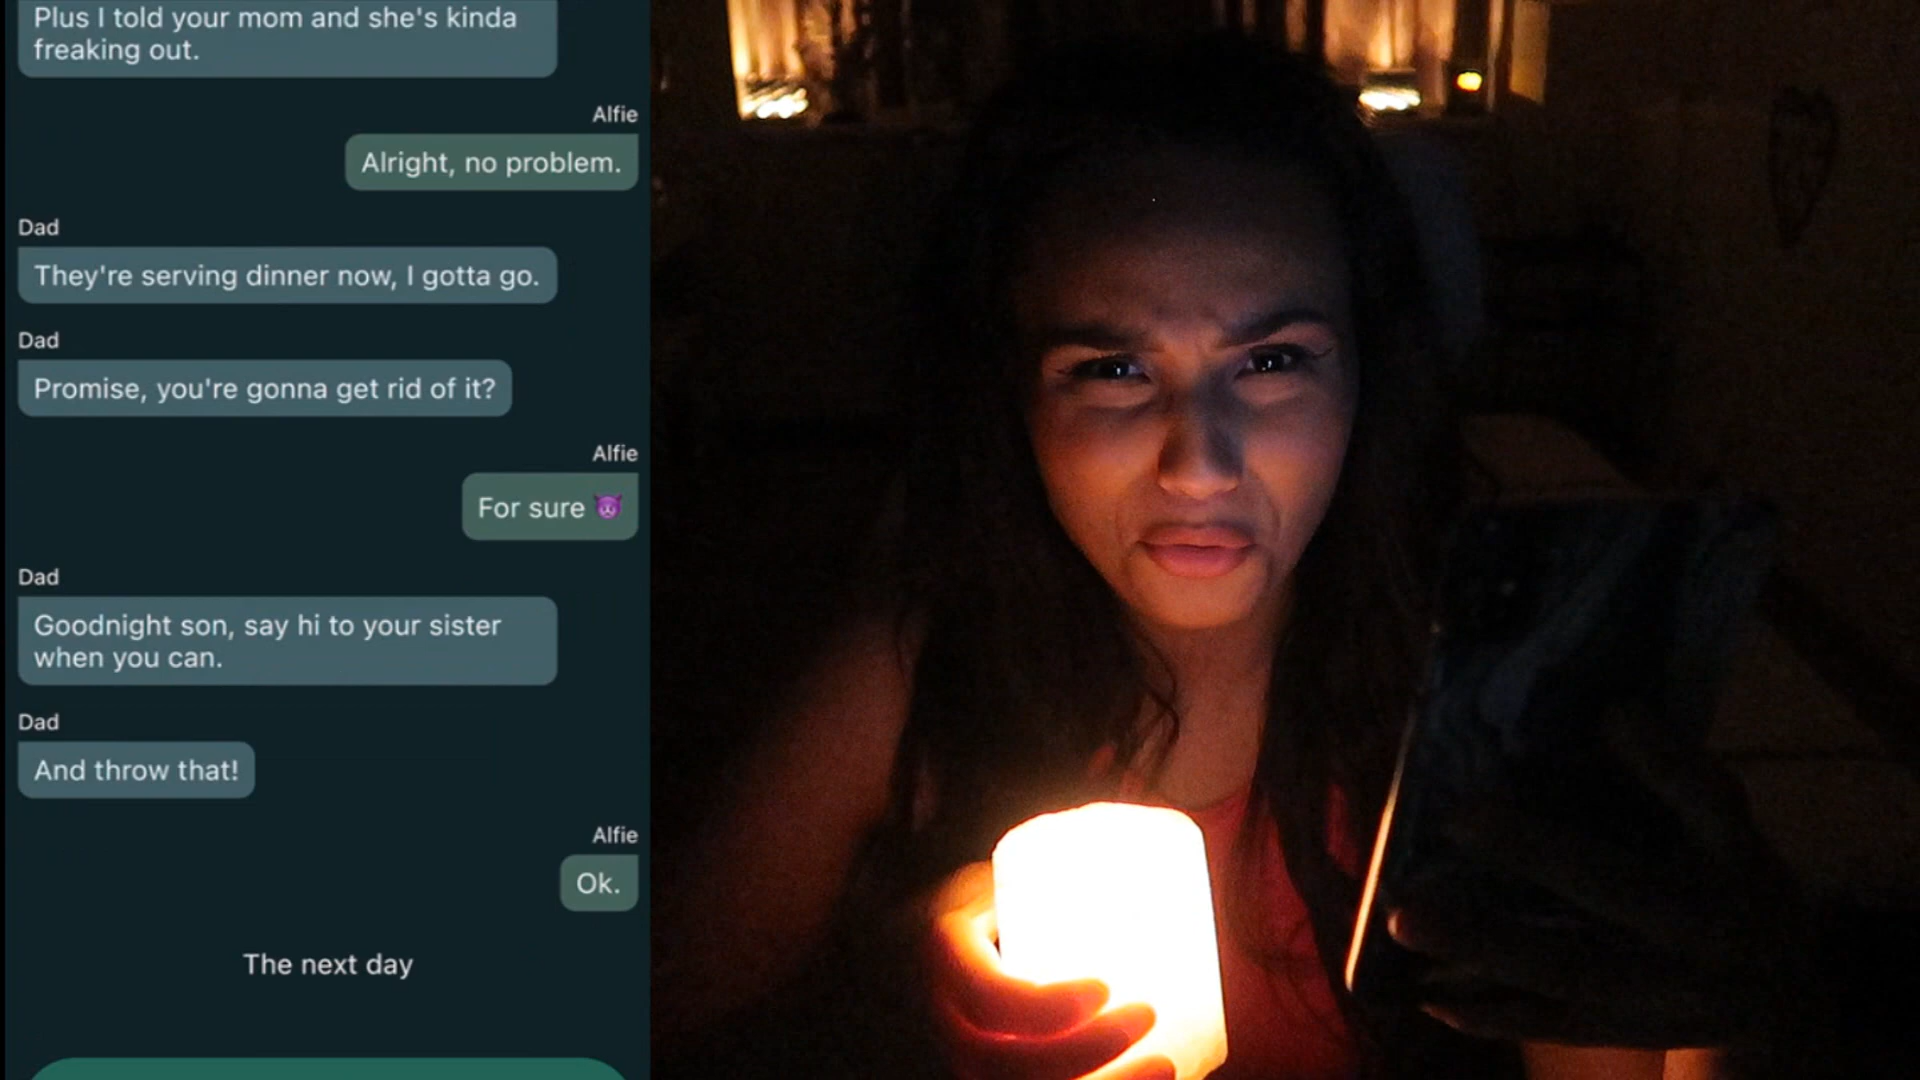 Plus I told your mom and she's kinda
freaking out.
Alfie
Alright, no problem.
Dad
They're serving dinner now, I gotta go.
Dad
Promise, you're gonna get rid of it?
Alfie
For sure 😈
Dad
Goodnight son, say hi to your sister
when you can.
Dad
And throw that!
Alfie
Ok.
The next day